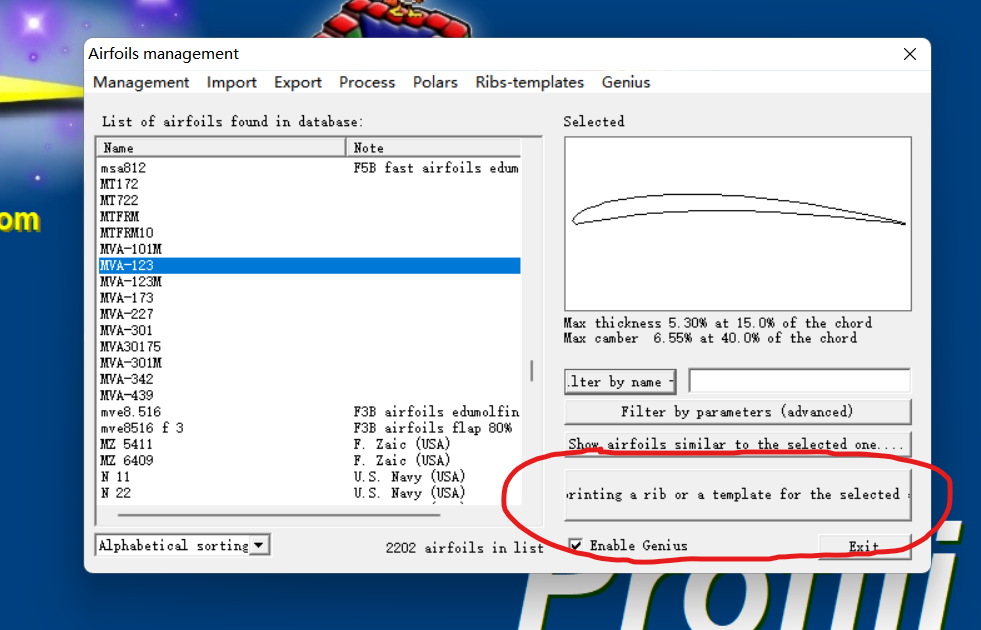 Airfoils management
Management Import Export Process Polars Ribs-templates Genius
List of airfoils found in database:
Selected
Name Note
msa812 F5B fast airfoils edum
MT172
MT722
MTFRM
MTFRM10
MVA-101M
MVA-123
MVA-123M
MVA-173
MVA-227
MVA-301
MVA30175
MVA-301M
MVA-342
MVA-439
mve8.516 F3B airfoils edumolfin
mve8516 f 3 F3B airfoils flap 80%
MZ 5411 F. Zaic (USA)
MZ 6409 F. Zaic (USA)
N 11 U.S. Navy (USA)
N 22 U.S. Navy (USA)
Max thickness 5.30% at 15.0% of the chord
Max camber 6.55% at 40.0% of the chord
.lter by name -
Filter by parameters (advanced)
Show airfoils similar to the selected one....
rinting a rib or a template for the selected
Enable Genius
Alphabetical sorting
2202 airfoils in list
Exit
om
Profili